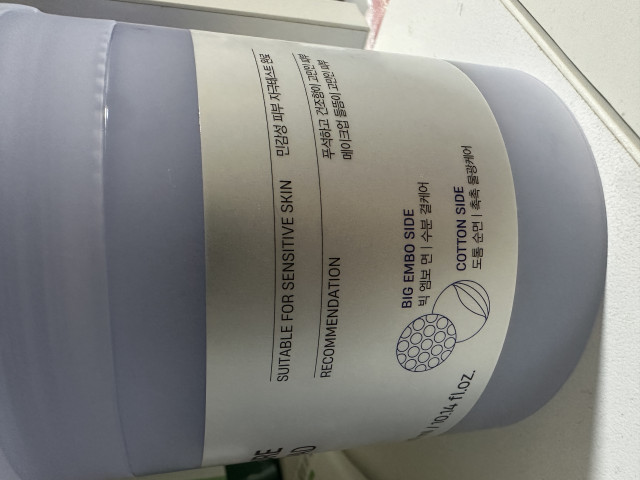 SUITABLE FOR SENSITIVE SKIN 민감성 피부 자극테스트 완료
RECOMMENDATION 푸석하고 건조함이 고민인 피부
메이크업 들뜸이 고민인 피부
BIG EMBO SIDE
빅 엠보 면 | 수분 결케어
COTTON SIDE
도톰 순면 | 촉촉 물광케어
/ 10.14 fl.oz.